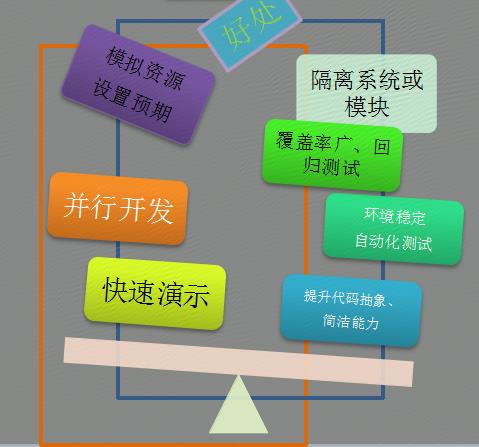 好处
模拟资源
设置预期
隔离系统或
模块
覆盖率广、回
归测试
并行开发
环境稳定
自动化测试
快速演示
提升代码抽象、
简洁能力